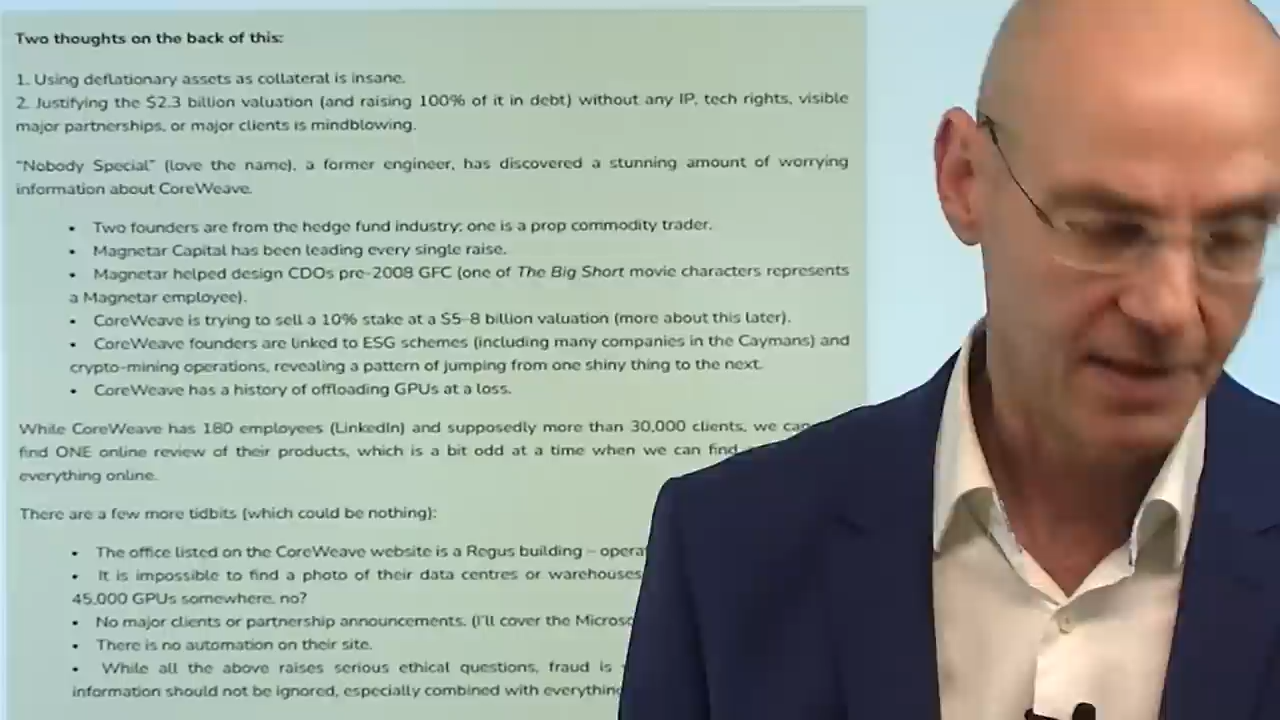 Two thoughts on the back of this:
1. Using deflationary assets as collateral is insane.
2. Justifying the $2.3 billion valuation (and raising 100% of it in debt) without any IP, tech rights, visible
major partnerships, or major clients is mindblowing.
"Nobody Special" (love the name), a former engineer, has discovered a stunning amount of worrying
information about CoreWeave.
• Two founders are from the hedge fund industry; one is a prop commodity trader.
• Magnetar Capital has been leading every single raise.
• Magnetar helped design CDOs pre-2008 GFC (one of The Big Short movie characters represents
a Magnetar employee).
• CoreWeave is trying to sell a 10% stake at a $5-8 billion valuation (more about this later).
• CoreWeave founders are linked to ESG schemes (including many companies in the Caymans) and
crypto-mining operations, revealing a pattern of jumping from one shiny thing to the next.
• CoreWeave has a history of offloading GPUs at a loss.
While CoreWeave has 180 employees (LinkedIn) and supposedly more than 30,000 clients, we
find ONE online review of their products, which is a bit odd at a time when we can find
everything online.
There are a few more tidbits (which could be nothing):
• The office listed on the CoreWeave website is a Regus building –
• It is impossible to find a photo of their data centres or warehouses
45,000 GPUs somewhere, no?
• No major clients or partnership announcements. (I'll cover the
• There is no automation on their site.
• While all the above raises serious ethical questions, fraud is
information should not be ignored, especially combined with